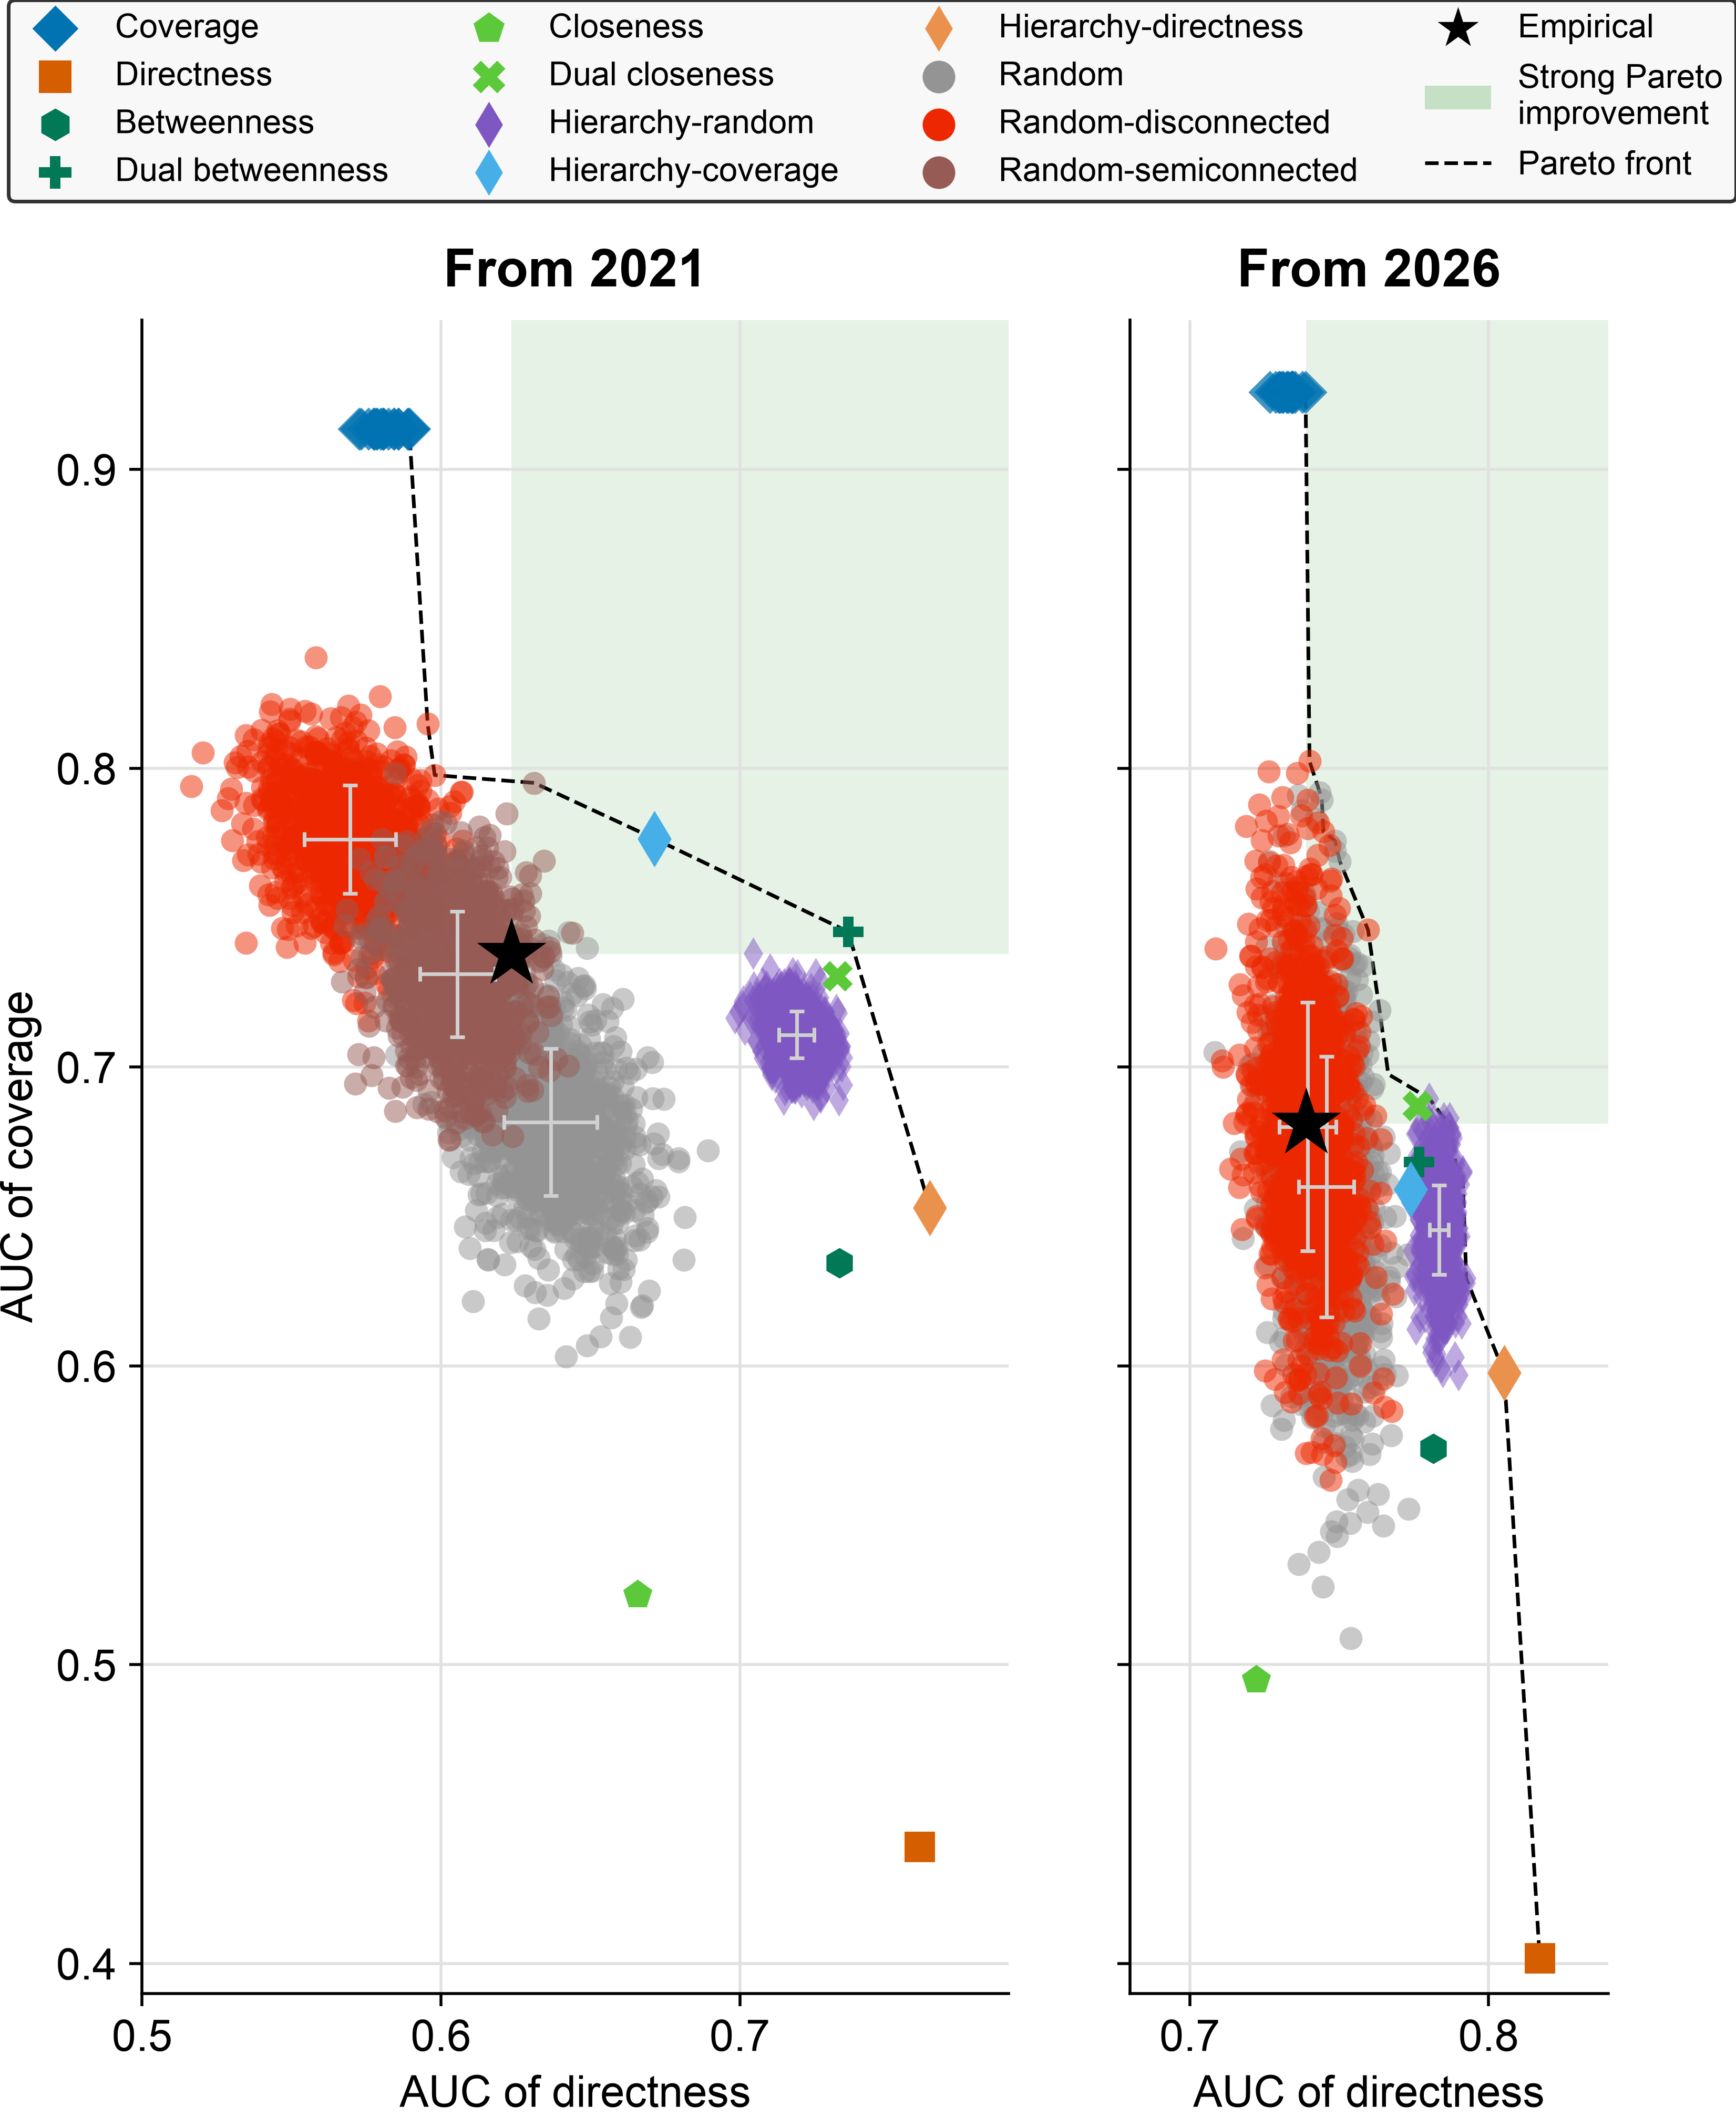 Coverage
Directness
Betweenness
Dual betweenness
Closeness
Dual closeness
Hierarchy-random
Hierarchy-coverage
Hierarchy-directness
Random
Random-disconnected
Random-semiconnected
Empirical
Strong Pareto
improvement
Pareto front
From 2021
From 2026
AUC of coverage
0.9
0.8
0.7
0.6
0.5
0.4
0.5
0.6
0.7
0.7
0.8
AUC of directness
AUC of directness